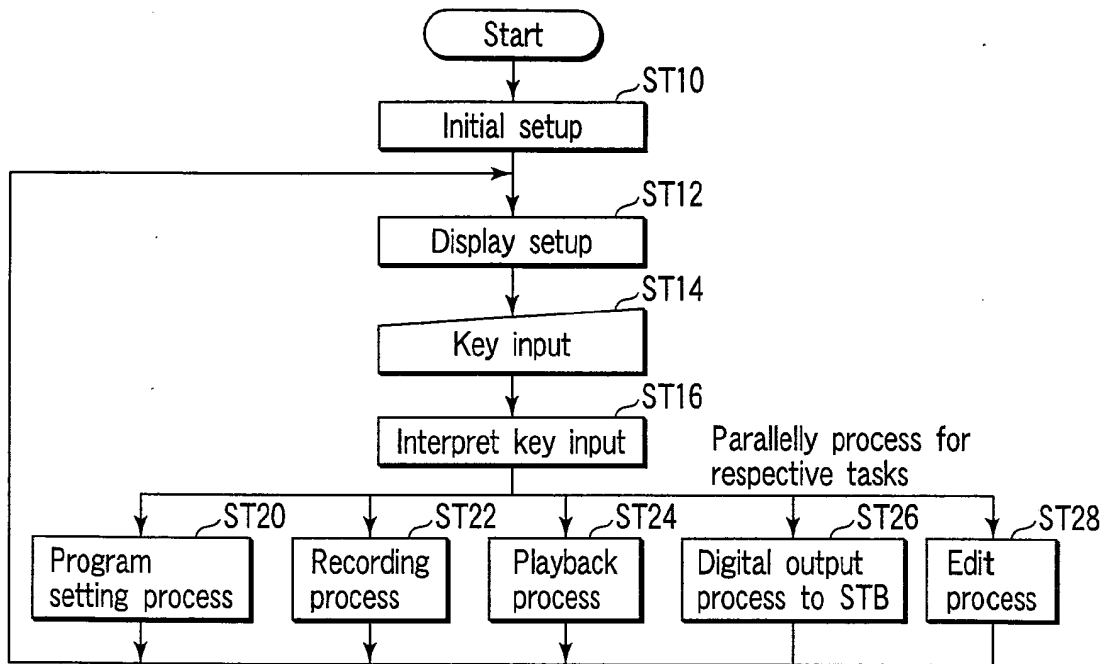 Start
ST10
Initial setup
ST12
Display setup
ST14
Key input
ST16
Interpret key input
Parallelly process for
respective tasks
ST20
Program
setting process
ST22
Recording
process
ST24
Playback
process
ST26
Digital output
process to STB
ST28
Edit
process